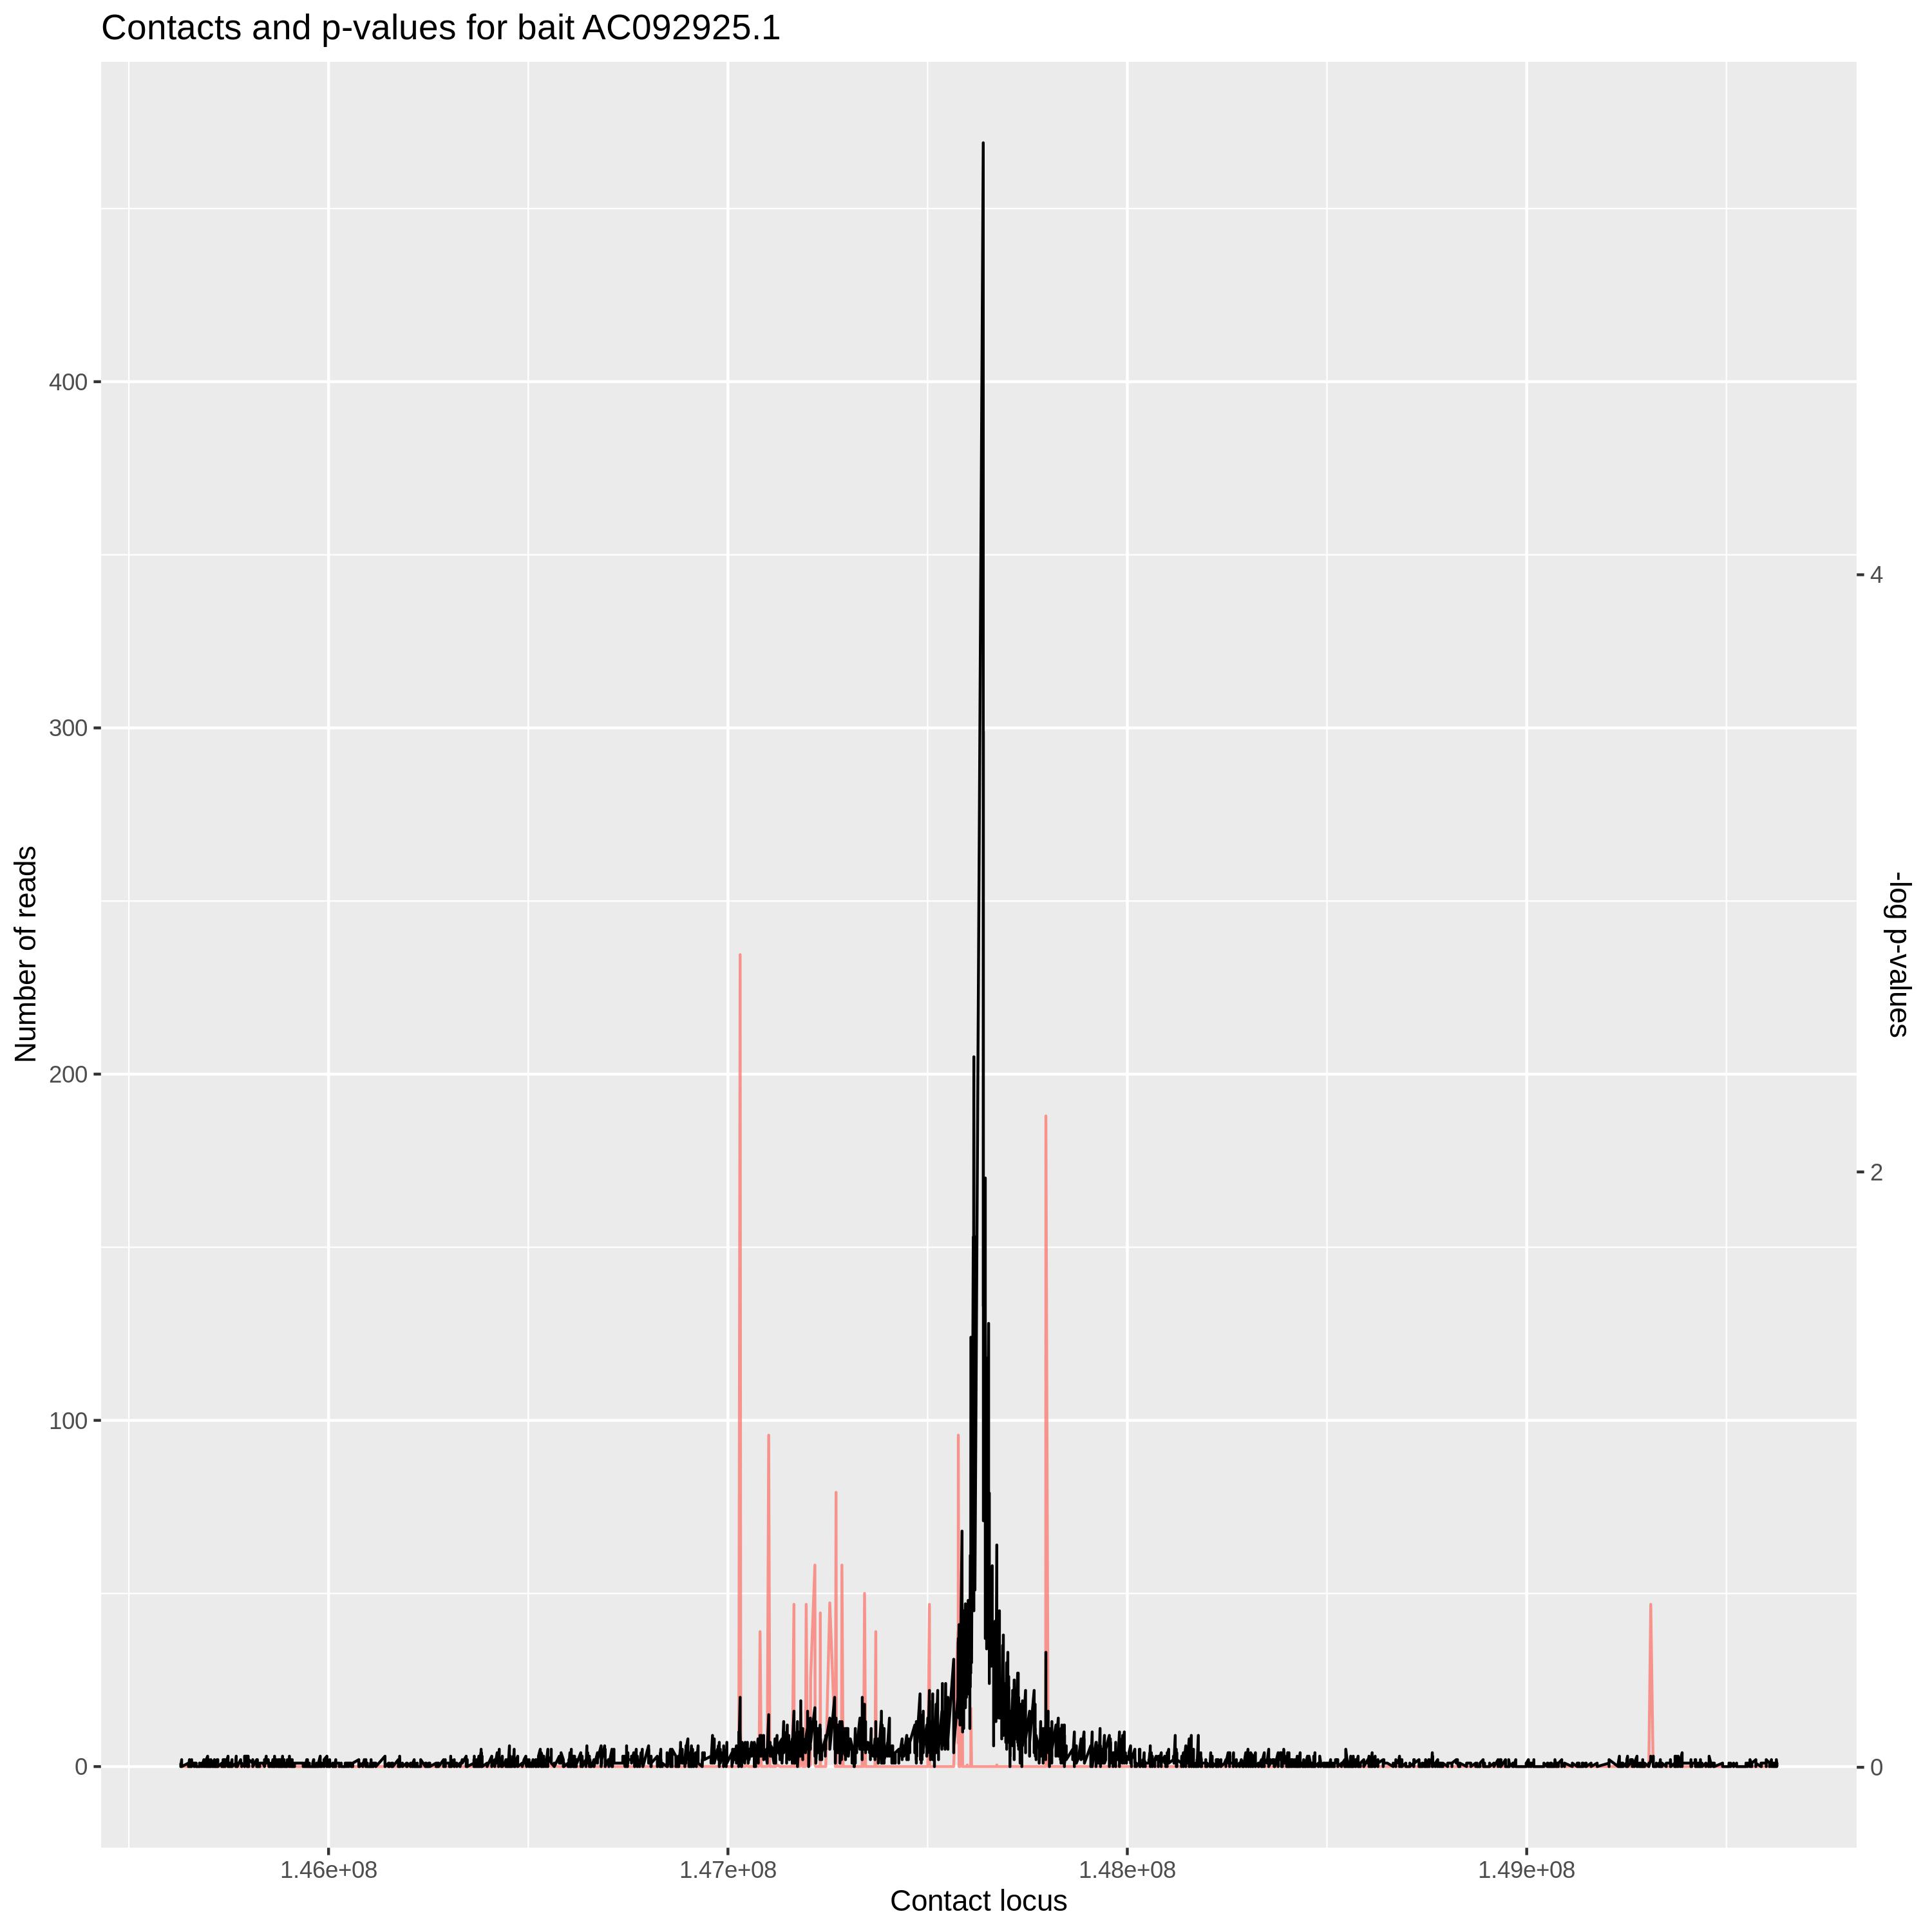 Contacts and p-values for bait AC092925.1
Number of reads
400
300
200
100
0
4
2
0
-log p-values
1.46e+08
1.47e+08
1.48e+08
1.49e+08
Contact locus